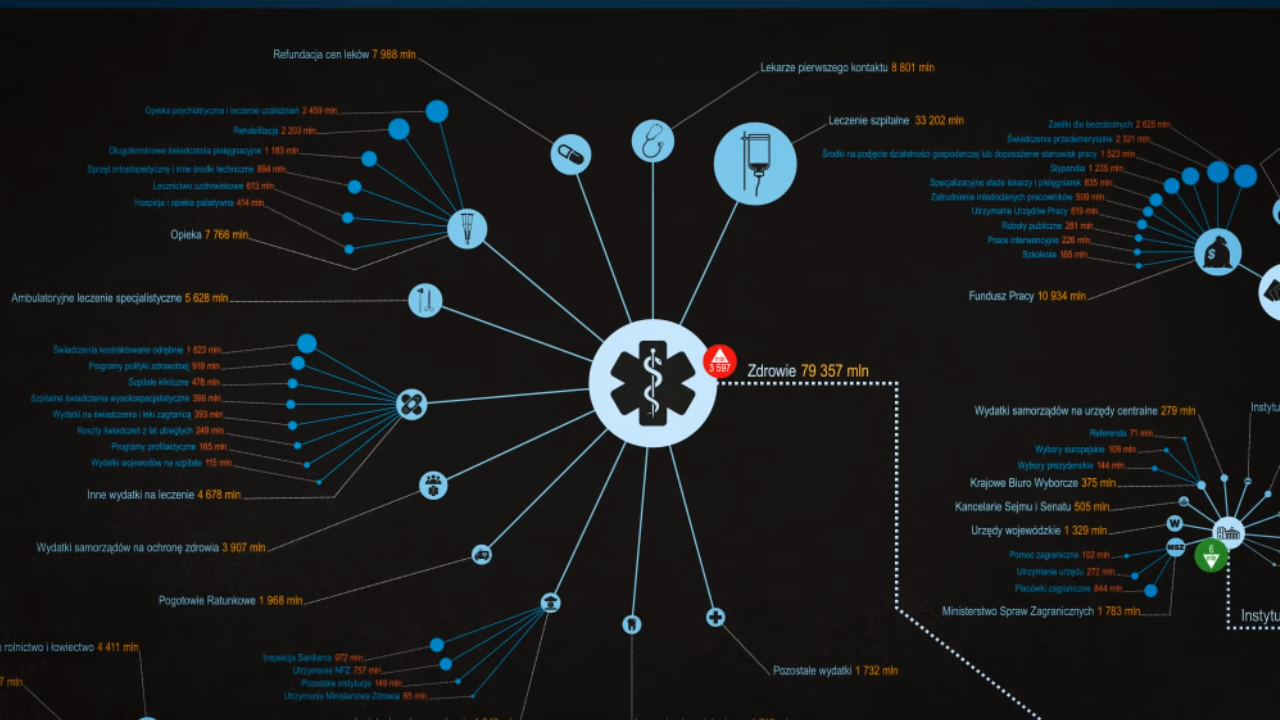 Refundacja cen leków 7 988 mln
Lekarze pierwszego kontaktu 8 801 mln
Leczenie szpitalne 33 202 mln
Opieka psychiatryczna i leczenie uzależnień 2 459 mln
Rehabilitacja 2 203 mln
Długoterminowe świadczenia pielęgnacyjne 1 183 mln
Sprzęt ortopedyczny i inne środki techniczne 894 mln
Lecznictwo uzdrowiskowe 613 mln
Hospicja i opieka paliatywna 414 mln
Opieka 7 766 mln
Ambulatoryjne leczenie specjalistyczne 5 628 mln
Świadczenia kontraktowane odrębnie 1 823 mln
Programy polityki zdrowotnej 918 mln
Szpitale kliniczne 476 mln
Szpitalne świadczenia wysokospecjalistyczne 396 mln
Wydatki na świadczenia i leki zagranicą 393 mln
Koszty świadczeń z lat ubiegłych 249 mln
Programy profilaktyczne 165 mln
Wydatki wojewodów na szpitale 115 mln
Inne wydatki na leczenie 4 678 mln
Wydatki samorządów na ochronę zdrowia 3 907 mln
Pogotowie Ratunkowe 1 968 mln
rolnictwo i łowiectwo 4 411 mln
7 mln
Inspekcja Sanitarna 972 mln
Utrzymanie NFZ 757 mln
Pozostałe instytucje 149 mln
Utrzymanie Ministerstwa Zdrowia 65 mln
Pozostałe wydatki 1 732 mln
mln
3 597
Zdrowie 79 357 mln
Zasiłki dla bezrobotnych 2 625 mln
Świadczenia przedemerytalne 2 321 mln
Środki na podjęcie działalności gospodarczej lub doposażenie stanowisk pracy 1 523 mln
Stypendia 1 235 mln
Specjalizacyjne staże lekarzy i pielęgniarek 835 mln
Zatrudnienie młodocianych pracowników 509 mln
Utrzymanie Urzędów Pracy 519 mln
Roboty publiczne 281 mln
Prace interwencyjne 226 mln
Szkolenia 165 mln
Fundusz Pracy 10 934 mln
$
Wydatki samorządów na urzędy centralne 279 mln
Instytu
Referenda 71 mln
Wybory europejskie 109 mln
Wybory prezydenckie 144 mln
Krajowe Biuro Wyborcze 375 mln
Kancelarie Sejmu i Senatu 505 mln
Urzędy wojewódzkie 1 329 mln
W
MSZ
6
mln
Pomoc zagraniczna 102 mln
Utrzymanie urzędu 272 mln
Placówki zagraniczne 844 mln
Ministerstwo Spraw Zagranicznych 1 783 mln
Instytu